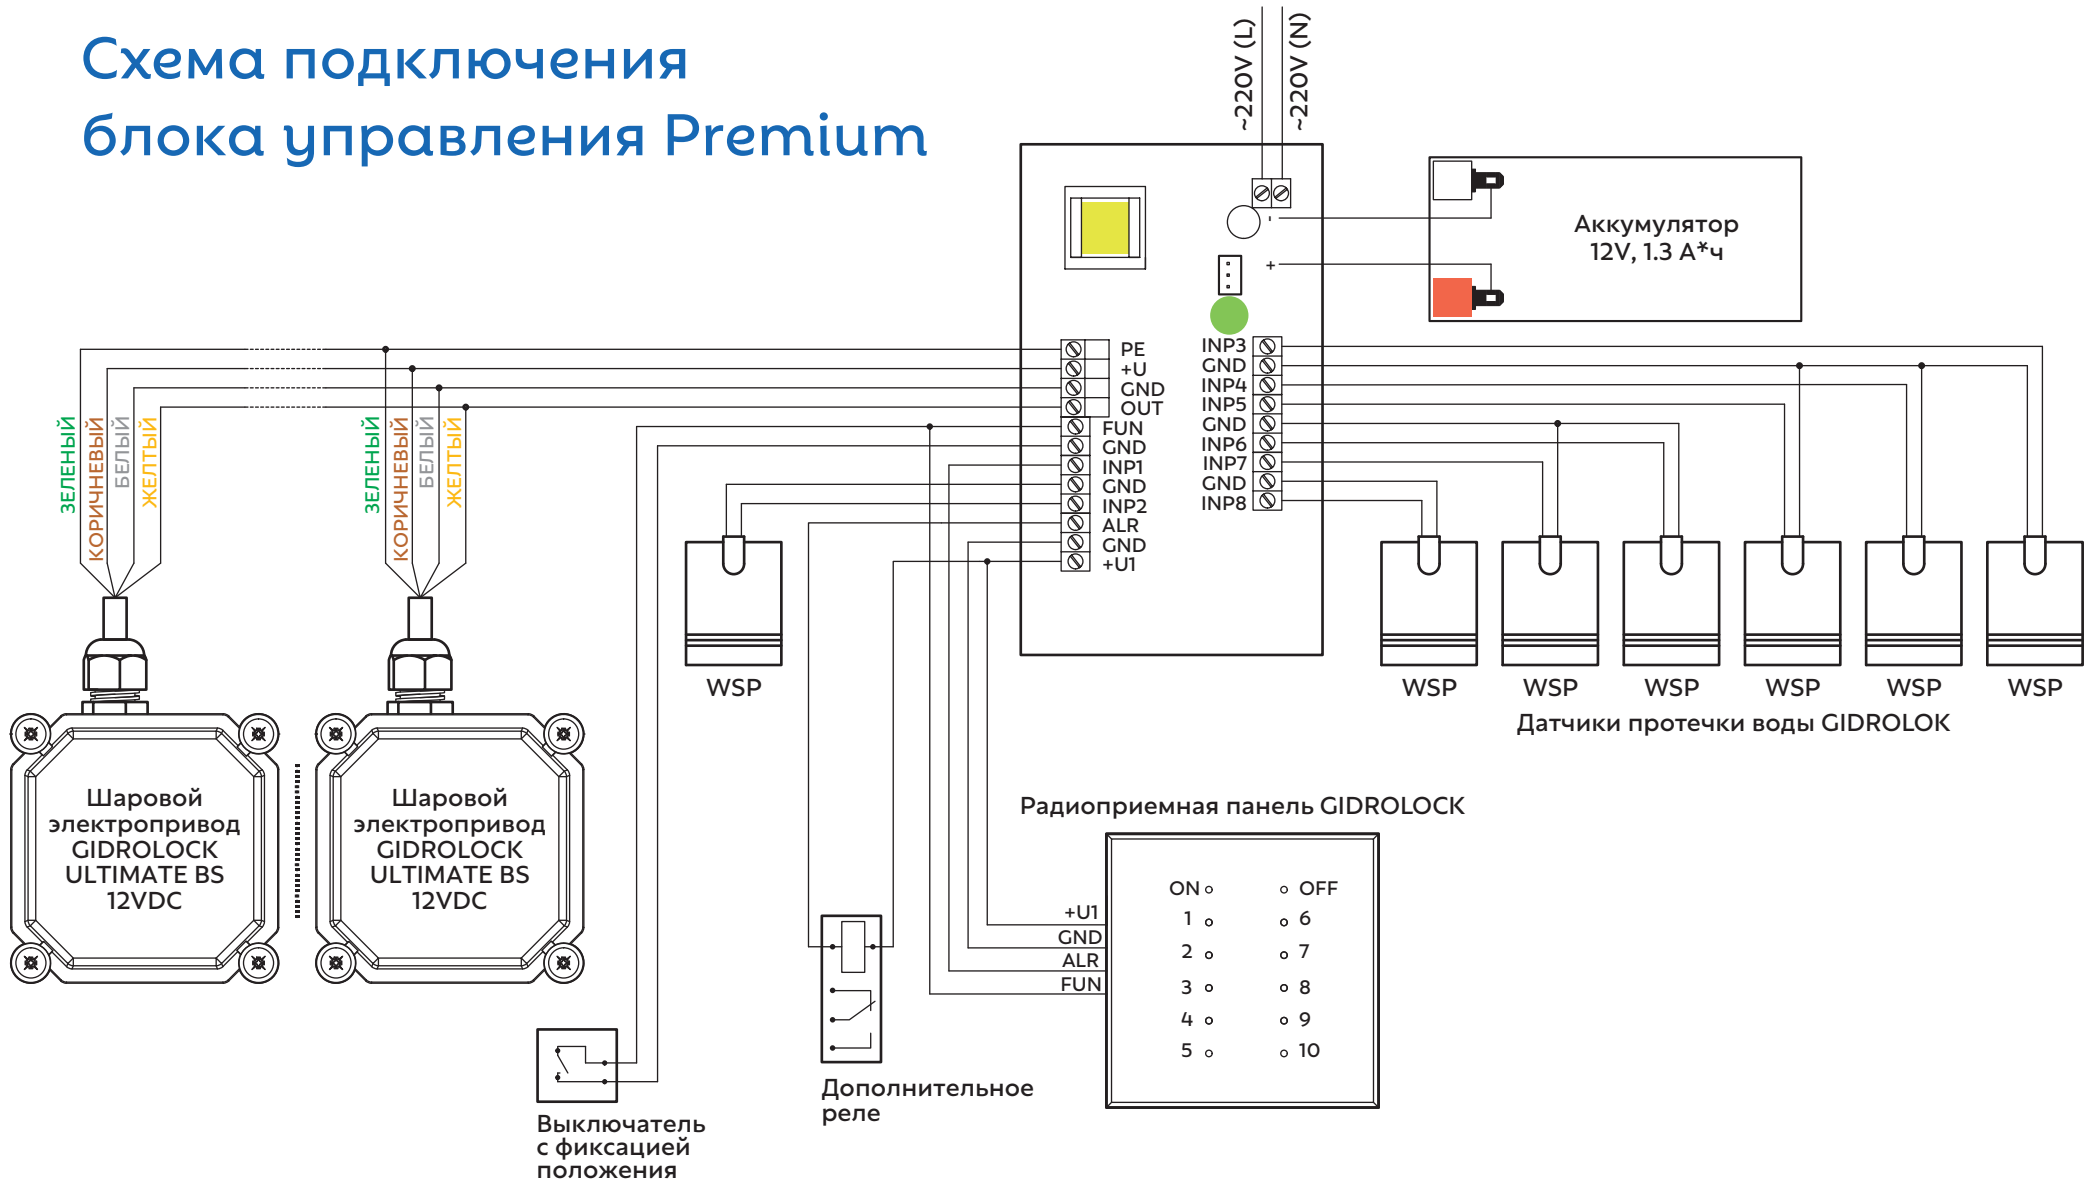 Схема подключения
блока управления Premium
~220V (L)
~220V (N)
Аккумулятор
12V, 1.3 А*ч
-
+
PE
+U
GND
OUT
FUN
GND
INP1
GND
INP2
ALR
GND
+U1
INP3
GND
INP4
INP5
GND
INP6
INP7
GND
INP8
ЗЕЛЕНЫЙ
КОРИЧНЕВЫЙ
БЕЛЫЙ
ЖЕЛТЫЙ
ЗЕЛЕНЫЙ
КОРИЧНЕВЫЙ
БЕЛЫЙ
ЖЕЛТЫЙ
WSP
WSP
WSP
WSP
WSP
WSP
WSP
Датчики протечки воды GIDROLOK
Шаровой
электропривод
GIDROLOCK
ULTIMATE BS
12VDC
Шаровой
электропривод
GIDROLOCK
ULTIMATE BS
12VDC
Радиоприемная панель GIDROLOCK
+U1
GND
ALR
FUN
ON
OFF
1
6
2
7
3
8
4
9
5
10
Дополнительное
реле
Выключатель
с фиксацией
положения